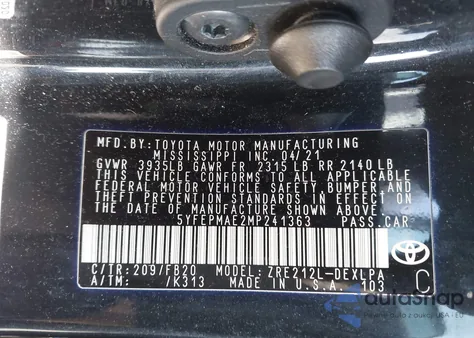 MFD.BY:TOYOTA MOTOR MANUFACTURING
MISSISSIPPI INC 04/21
GVWR 3935LB GAWR FR 2315 LB RR 2140LB
THIS VEHICLE CONFORMS TO ALL APPLICABLE
FEDERAL MOTOR VEHICLE SAFETY, BUMPER, AND
THEFT PREVENTION STANDARDS IN EFFECT ON
THE DATE OF MANUFACTURE SHOWN ABOVE.
5YFEPMAE2MP241363 PASS.CAR
C/TR:209/FB20 MODEL:ZRE212L-DEXLPA
A/TM: /K313 MADE IN U.S.A. 103
C
autoSnap